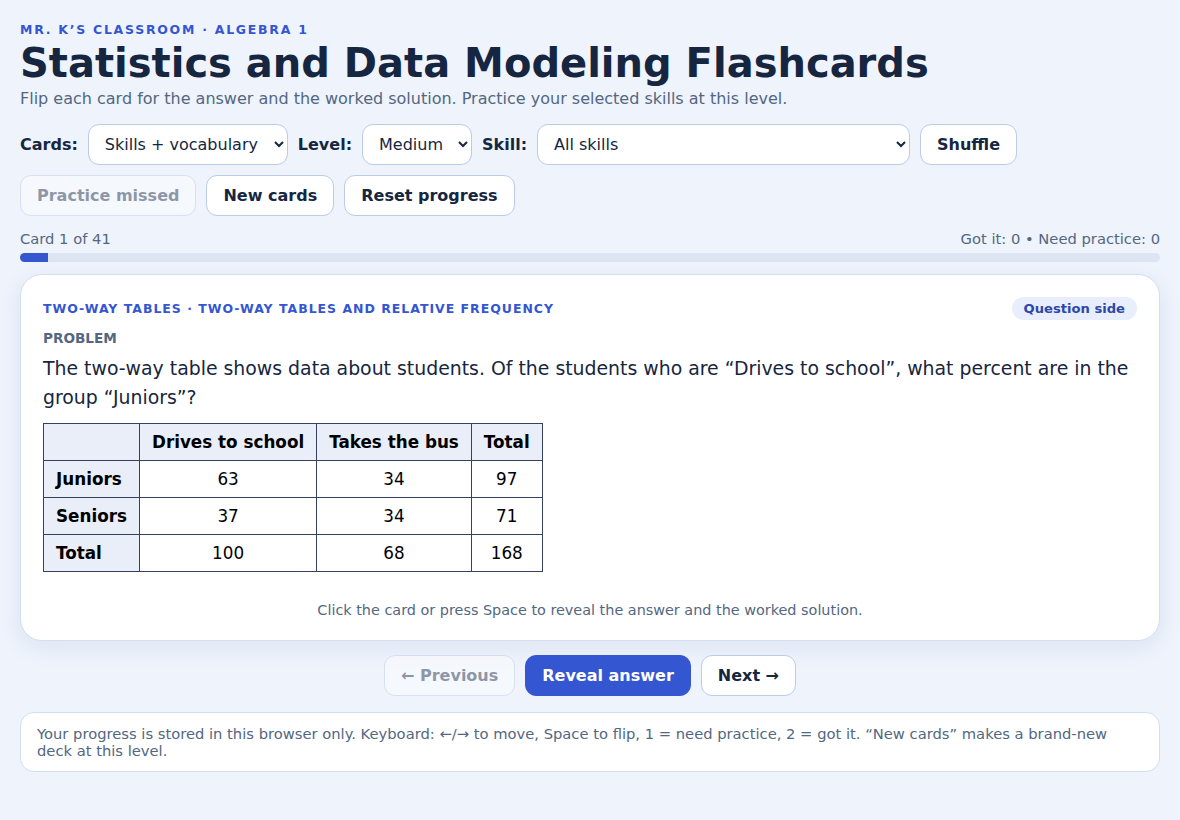 MR. K’S CLASSROOM · ALGEBRA 1
Statistics and Data Modeling Flashcards
Flip each card for the answer and the worked solution. Practice your selected skills at this level.
Cards: Skills + vocabulary Level: Medium Skill: All skills Shuffle
Practice missed New cards Reset progress
Card 1 of 41 Got it: 0 • Need practice: 0
TWO-WAY TABLES · TWO-WAY TABLES AND RELATIVE FREQUENCY Question side
PROBLEM
The two-way table shows data about students. Of the students who are “Drives to school”, what percent are in the
group “Juniors”?
Drives to school Takes the bus Total
Juniors 63 34 97
Seniors 37 34 71
Total 100 68 168
Click the card or press Space to reveal the answer and the worked solution.
← Previous Reveal answer Next →
Your progress is stored in this browser only. Keyboard: ←/→ to move, Space to flip, 1 = need practice, 2 = got it. “New cards” makes a brand-new
deck at this level.